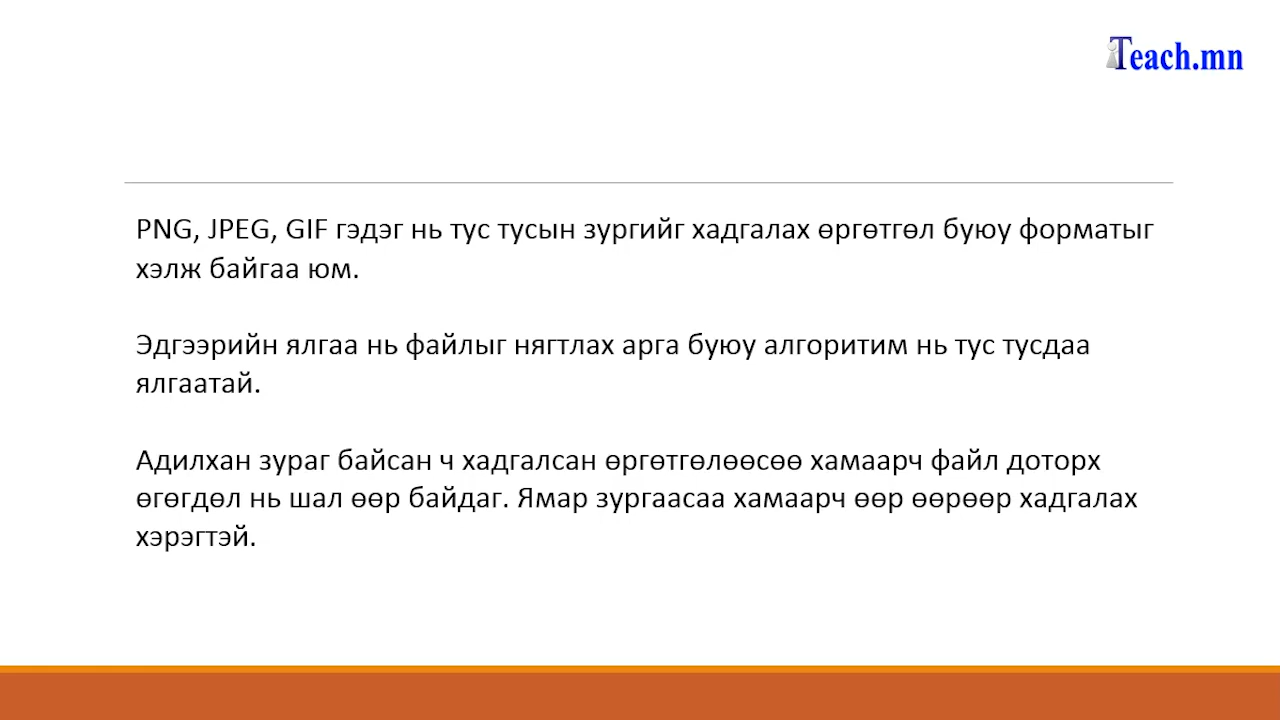 Teach.mn
PNG, JPEG, GIF гэдэг нь тус тусын зургийг хадгалах өргөтгөл буюу форматыг
хэлж байгаа юм.
Эдгээрийн ялгаа нь файлыг нягтлах арга буюу алгоритим нь тус тусдаа
ялгаатай.
Адилхан зураг байсан ч хадгалсан өргөтгөлөөсөө хамаарч файл доторх
өгөгдөл нь шал өөр байдаг. Ямар зургаасаа хамаарч өөр өөрөөр хадгалах
хэрэгтэй.